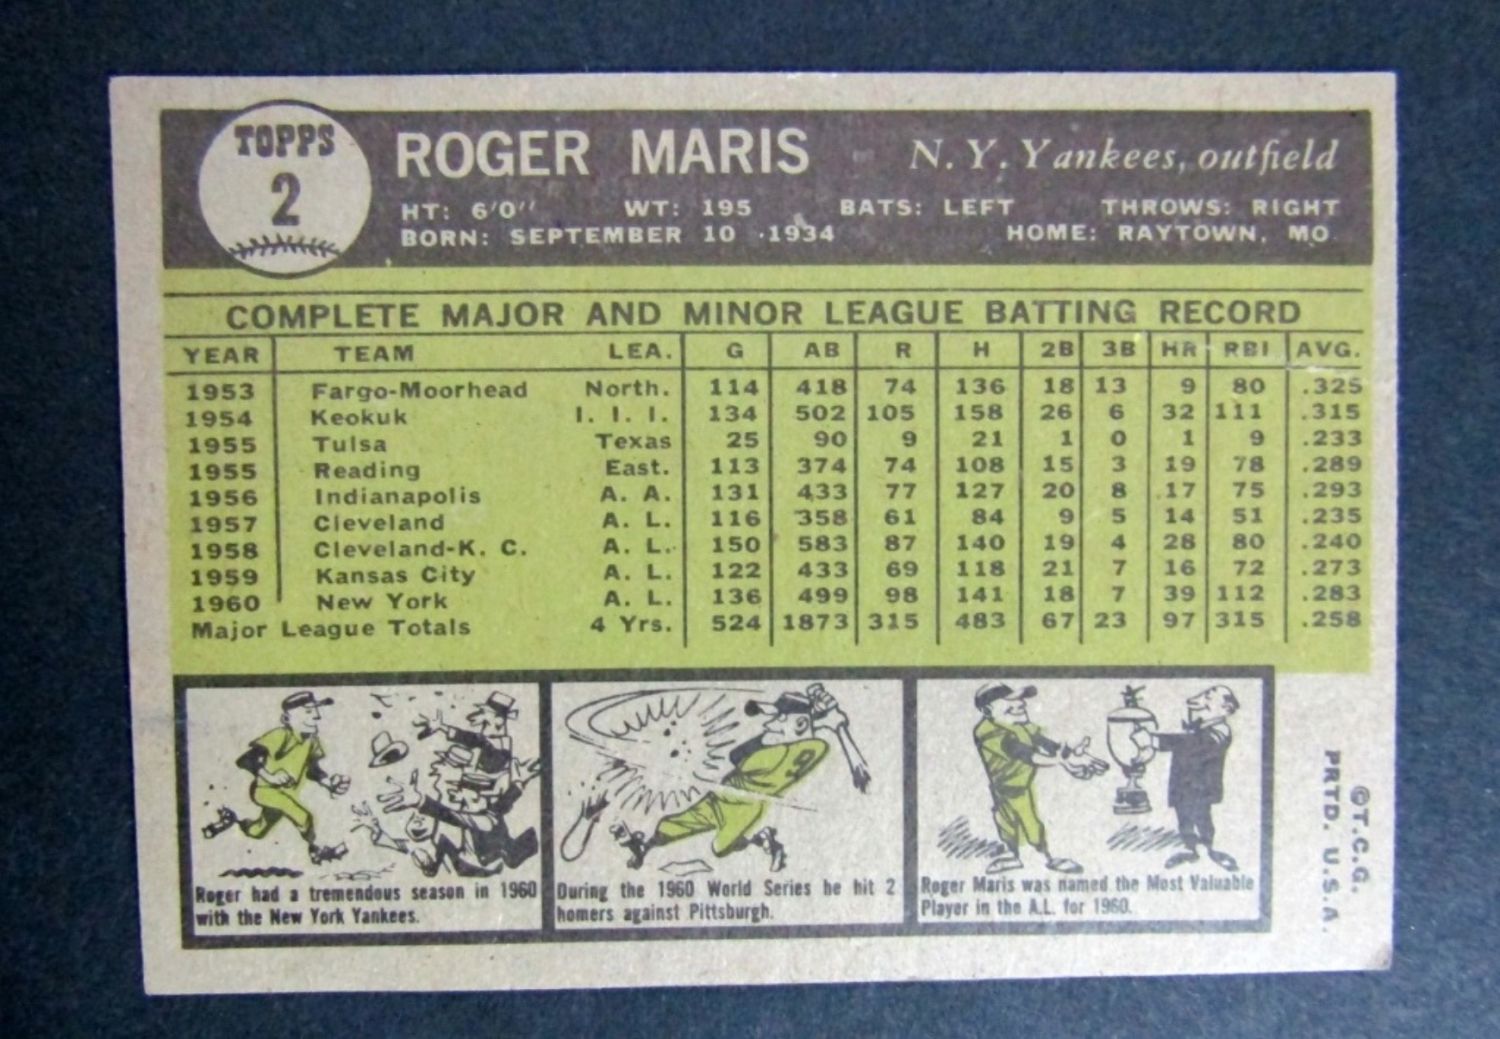 TOPPS
2
ROGER MARIS N. Y. Yankees, outfield
HT: 6'0" WT: 195 BATS: LEFT THROWS: RIGHT
BORN: SEPTEMBER 10 1934 HOME: RAYTOWN, MO.
COMPLETE MAJOR AND MINOR LEAGUE BATTING RECORD
YEAR TEAM LEA. G AB R H 2B 3B HR RBI AVG.
1953 Fargo-Moorhead North. 114 418 74 136 18 13 9 80 .325
1954 Keokuk I. I. I. 134 502 105 158 26 6 32 111 .315
1955 Tulsa Texas 25 90 9 21 1 0 1 9 .233
1955 Reading East. 113 374 74 108 15 3 19 78 .289
1956 Indianapolis A. A. 131 433 77 127 20 8 17 75 .293
1957 Cleveland A. L. 116 358 61 84 9 5 14 51 .235
1958 Cleveland-K. C. A. L. 150 583 87 140 19 4 28 80 .240
1959 Kansas City A. L. 122 433 69 118 21 7 16 72 .273
1960 New York A. L. 136 499 98 141 18 7 39 112 .283
Major League Totals 4 Yrs. 524 1873 315 483 67 23 97 315 .258
9
Roger had a tremendous season in 1960
with the New York Yankees.
During the 1960 World Series he hit 2
homers against Pittsburgh.
Roger Maris was named the Most Valuable
Player in the A.L. for 1960.
©T.C.G.
PRTD. U.S.A.